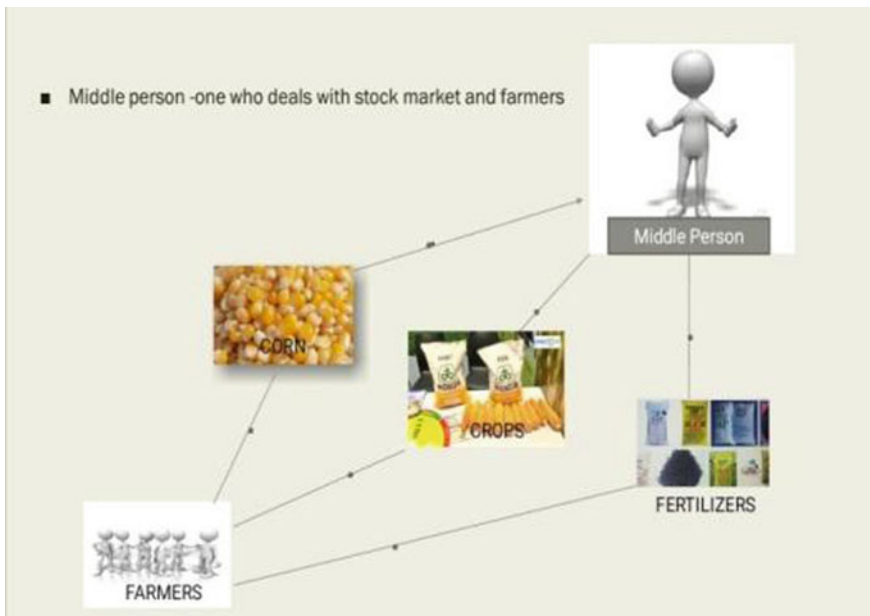 ■ Middle person -one who deals with stock market and farmers
Middle Person
CORN
CROPS
FERTILIZERS
FARMERS